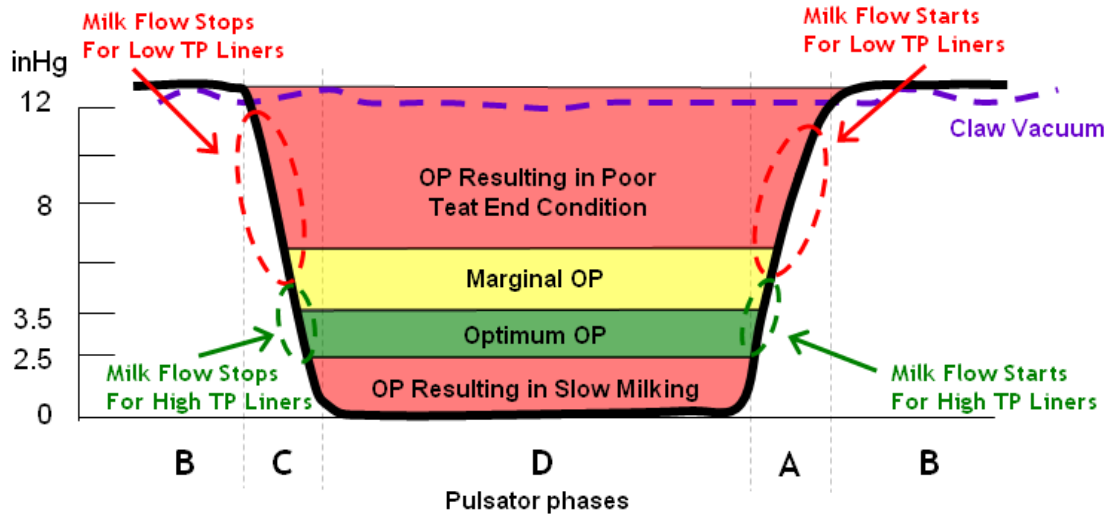 Milk Flow Stops
For Low TP Liners
Milk Flow Starts
For Low TP Liners
inHg
12
Claw Vacuum
OP Resulting in Poor
Teat End Condition
8
Marginal OP
3.5
Optimum OP
2.5
Milk Flow Stops
For High TP Liners
OP Resulting in Slow Milking
Milk Flow Starts
For High TP Liners
0
B C D A B
Pulsator phases